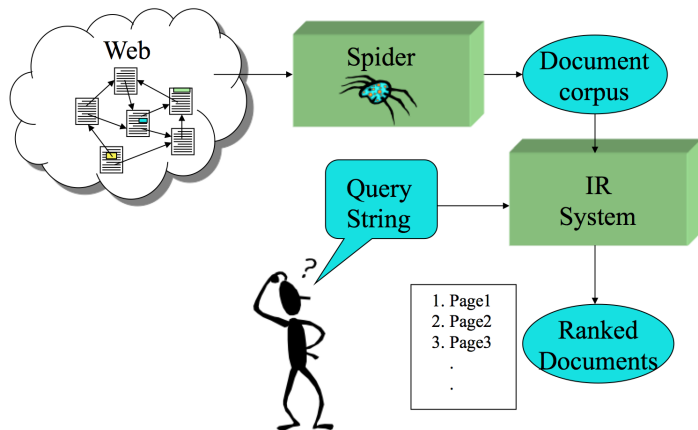 Web
Spider
Document
corpus
Query
String
IR
System
?
1. Page1
2. Page2
3. Page3
.
.
Ranked
Documents